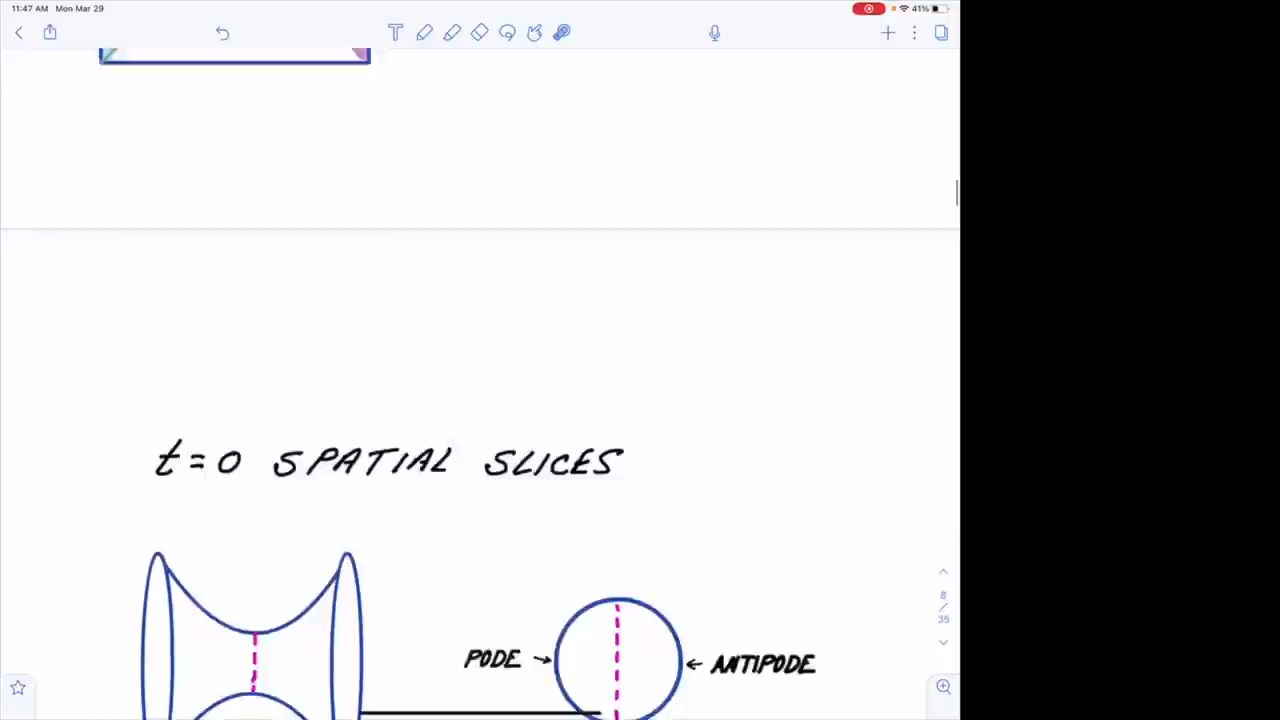 11:47 AM Mon Mar 29
41%
t=0 SPATIAL SLICES
PODE → ← ANTIPODE
8
/
35